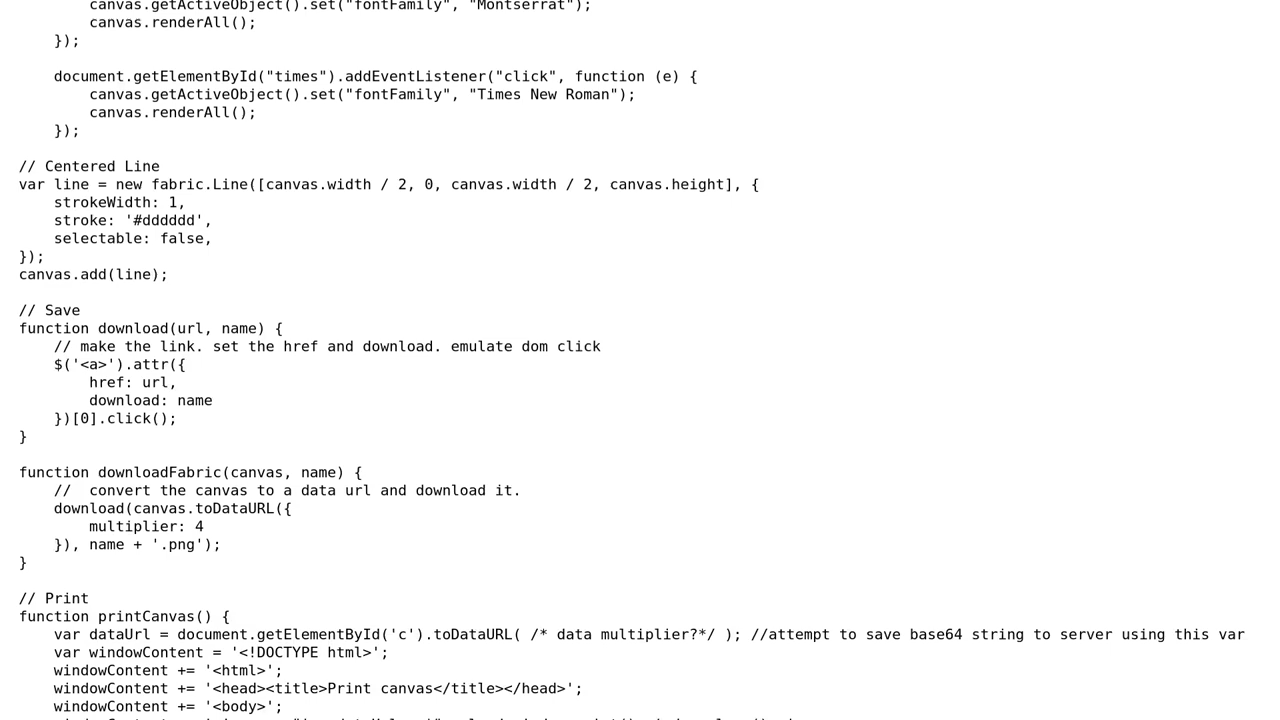 canvas.getActiveObject().set("fontFamily", "Montserrat");
canvas.renderAll();
});
document.getElementById("times").addEventListener("click", function (e) {
canvas.getActiveObject().set("fontFamily", "Times New Roman");
canvas.renderAll();
});
// Centered Line
var line = new fabric.Line([canvas.width / 2, 0, canvas.width / 2, canvas.height], {
strokeWidth: 1,
stroke: '#dddddd',
selectable: false,
});
canvas.add(line);
// Save
function download(url, name) {
// make the link. set the href and download. emulate dom click
$('<a>').attr({
href: url,
download: name
})[0].click();
}
function downloadFabric(canvas, name) {
//  convert the canvas to a data url and download it.
download(canvas.toDataURL({
multiplier: 4
}), name + '.png');
}
// Print
function printCanvas() {
var dataUrl = document.getElementById('c').toDataURL( /* data multiplier?*/ ); //attempt to save base64 string to server using this var
var windowContent = '<!DOCTYPE html>';
windowContent += '<html>';
windowContent += '<head><title>Print canvas</title></head>';
windowContent += '<body>';